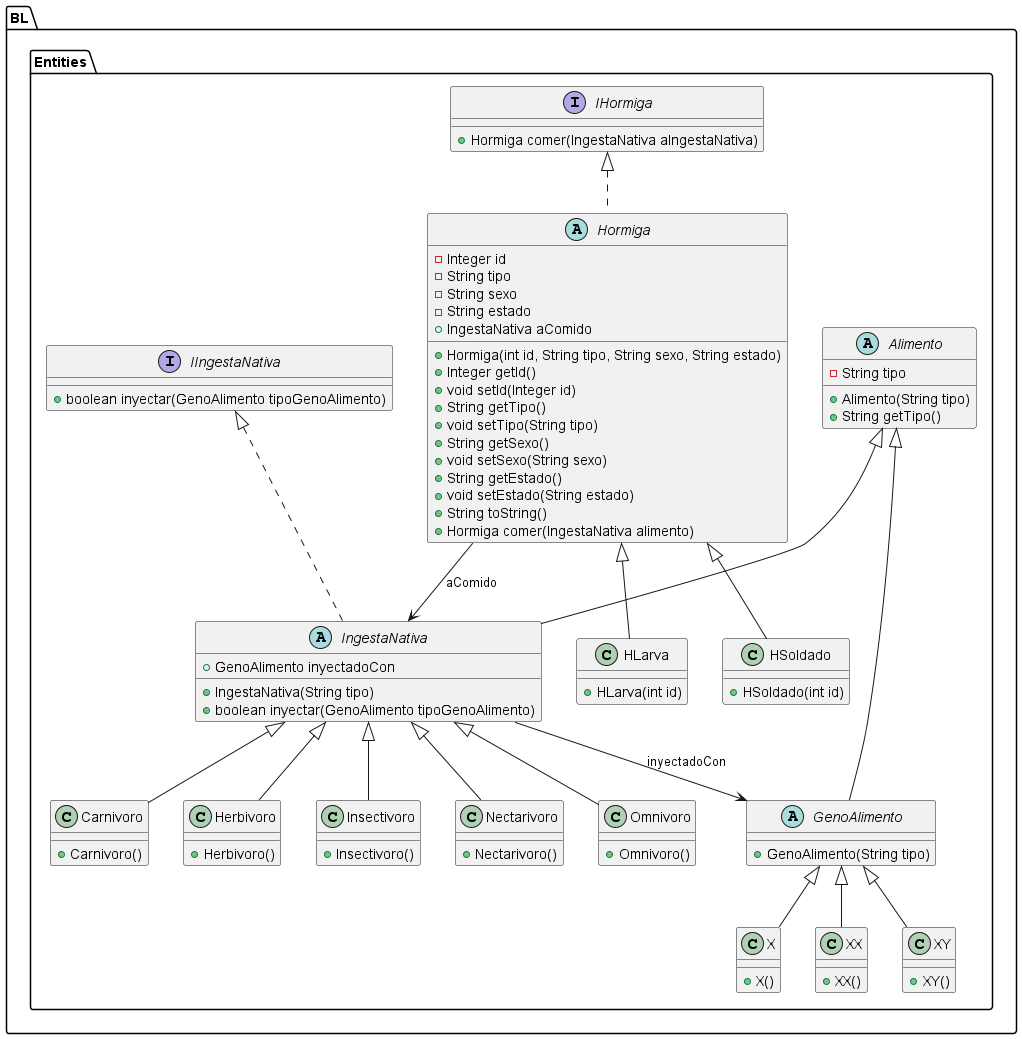 BL
Entities
I IHormiga
Hormiga comer(IngestaNativa aIngestaNativa)
A Hormiga
Integer id
String tipo
String sexo
String estado
IngestaNativa aComido
Hormiga(int id, String tipo, String sexo, String estado)
Integer getId()
void setId(Integer id)
String getTipo()
void setTipo(String tipo)
String getSexo()
void setSexo(String sexo)
String getEstado()
void setEstado(String estado)
String toString()
Hormiga comer(IngestaNativa alimento)
I IIngestaNativa
boolean inyectar(GenoAlimento tipoGenoAlimento)
A Alimento
String tipo
Alimento(String tipo)
String getTipo()
aComido
A IngestaNativa
GenoAlimento inyectadoCon
IngestaNativa(String tipo)
boolean inyectar(GenoAlimento tipoGenoAlimento)
C HLarva
HLarva(int id)
C HSoldado
HSoldado(int id)
inyectadoCon
C Carnivoro
Carnivoro()
C Herbivoro
Herbivoro()
C Insectivoro
Insectivoro()
C Nectarivoro
Nectarivoro()
C Omnivoro
Omnivoro()
A GenoAlimento
GenoAlimento(String tipo)
C X
X()
C XX
XX()
C XY
XY()